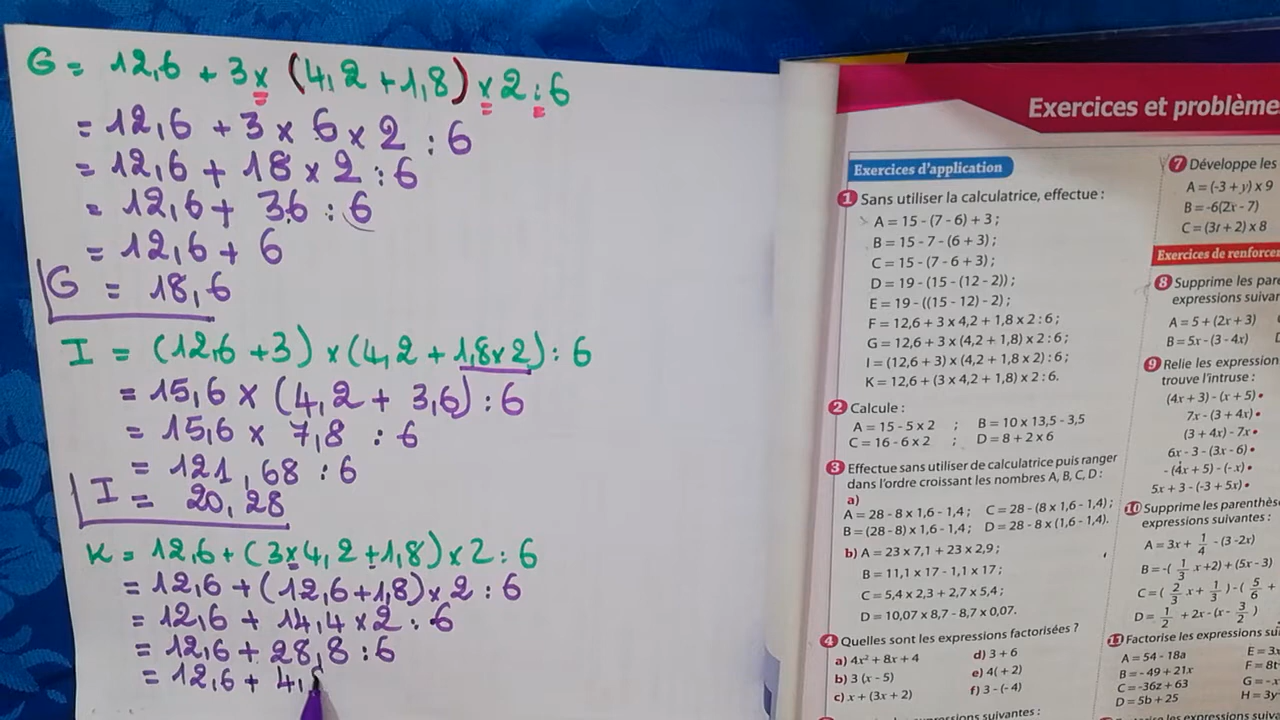 G = 12,6 + 3 × (4,2 + 1,8) × 2 : 6
= 12,6 + 3 × 6 × 2 : 6
= 12,6 + 18 × 2 : 6
= 12,6 + 36 : 6
= 12,6 + 6
G = 18,6
I = (12,6 + 3) × (4,2 + 1,8 × 2) : 6
= 15,6 × (4,2 + 3,6) : 6
= 15,6 × 7,8 : 6
= 121,68 : 6
I = 20,28
K = 12,6 + (3 × 4,2 + 1,8) × 2 : 6
= 12,6 + (12,6 + 1,8) × 2 : 6
= 12,6 + 14,4 × 2 : 6
= 12,6 + 28,8 : 6
= 12,6 + 4,
Exercices et problème
Exercices d'application
1 Sans utiliser la calculatrice, effectue :
A = 15 - (7 - 6) + 3 ;
B = 15 - 7 - (6 + 3) ;
C = 15 - (7 - 6 + 3) ;
D = 19 - (15 - (12 - 2)) ;
E = 19 - ((15 - 12) - 2) ;
F = 12,6 + 3 x 4,2 + 1,8 x 2 : 6 ;
G = 12,6 + 3 x (4,2 + 1,8) x 2 : 6 ;
I = (12,6 + 3) x (4,2 + 1,8 x 2) : 6 ;
K = 12,6 + (3 x 4,2 + 1,8) x 2 : 6.
2 Calcule :
A = 15 - 5 x 2 ; B = 10 x 13,5 - 3,5
C = 16 - 6 x 2 ; D = 8 + 2 x 6
3 Effectue sans utiliser de calculatrice puis ranger
dans l'ordre croissant les nombres A, B, C, D :
a)
A = 28 - 8 x 1,6 - 1,4 ; C = 28 - (8 x 1,6 - 1,4) ;
B = (28 - 8) x 1,6 - 1,4 ; D = 28 - 8 x (1,6 - 1,4).
b) A = 23 x 7,1 + 23 x 2,9 ;
B = 11,1 x 17 - 1,1 x 17 ;
C = 5,4 x 2,3 + 2,7 x 5,4 ;
D = 10,07 x 8,7 - 8,7 x 0,07.
4 Quelles sont les expressions factorisées ?
a) 4x² + 8x + 4 d) 3 + 6
b) 3 (x - 5) e) 4( + 2)
c) x + (3x + 2) f) 3 - (- 4)
7 Développe les
A = (-3 + y) x 9
B = -6(2x - 7)
C = (3t + 2) x 8
Exercices de renforcer
8 Supprime les pare
expressions suivan
A = 5 + (2x + 3)
B = 5x - (3 - 4x)
9 Relie les expression
trouve l'intruse :
(4x + 3) - (x + 5) •
7x - (3 + 4x) •
(3 + 4x) - 7x •
6x - 3 - (3x - 6) •
- (4x + 5) - (- x) •
5x + 3 - (-3 + 5x) •
10 Supprime les parenthèse
expressions suivantes :
A = 3x + 1/4 - (3 -2x)
B = -( 1/3 x +2) + (5x - 3)
C = ( 2/3 x + 1/3 ) - ( 5/6 +
D = 1/2 + 2x - (x - 3/2 )
11 Factorise les expressions sui
A = 54 - 18a E = 3x
B = - 49 + 21x F = 8t
C = -36z + 63 G = -x
D = 5b + 25 H = 3y